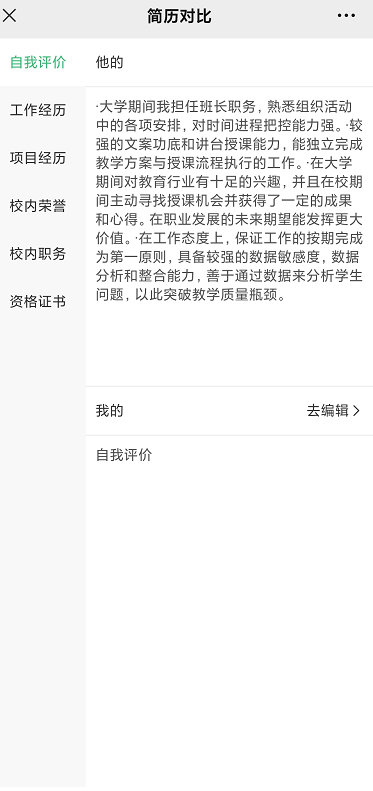 简历对比
自我评价
工作经历
项目经历
校内荣誉
校内职务
资格证书
他的
·大学期间我担任班长职务，熟悉组织活动
中的各项安排，对时间进程把控能力强。·较
强的文案功底和讲台授课能力，能独立完成
教学方案与授课流程执行的工作。·在大学
期间对教育行业有十足的兴趣，并且在校期
间主动寻找授课机会并获得了一定的成果
和心得。在职业发展的未来期望能发挥更大
价值。·在工作态度上，保证工作的按期完成
为第一原则，具备较强的数据敏感度，数据
分析和整合能力，善于通过数据来分析学生
问题，以此突破教学质量瓶颈。
我的
去编辑
自我评价